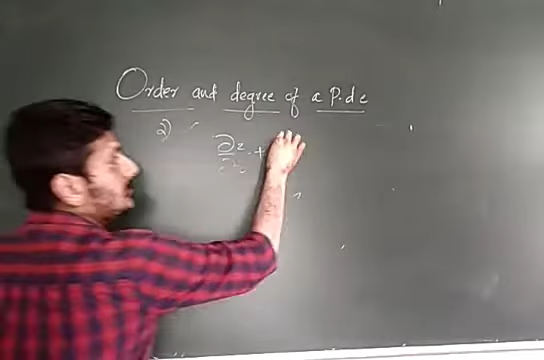 Order and degree of a P.d.e
2)
∂z +